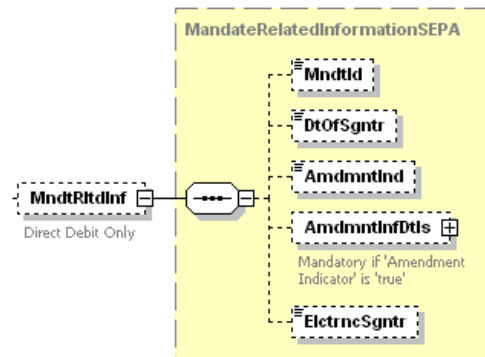 MandateRelatedInformationSEPA
MndtId
DtOfSgntr
AmdmntInd
MndtRltdInf
Direct Debit Only
AmdmntInfDtls
Mandatory if 'Amendment
Indicator' is 'true'
ElctrncSgntr